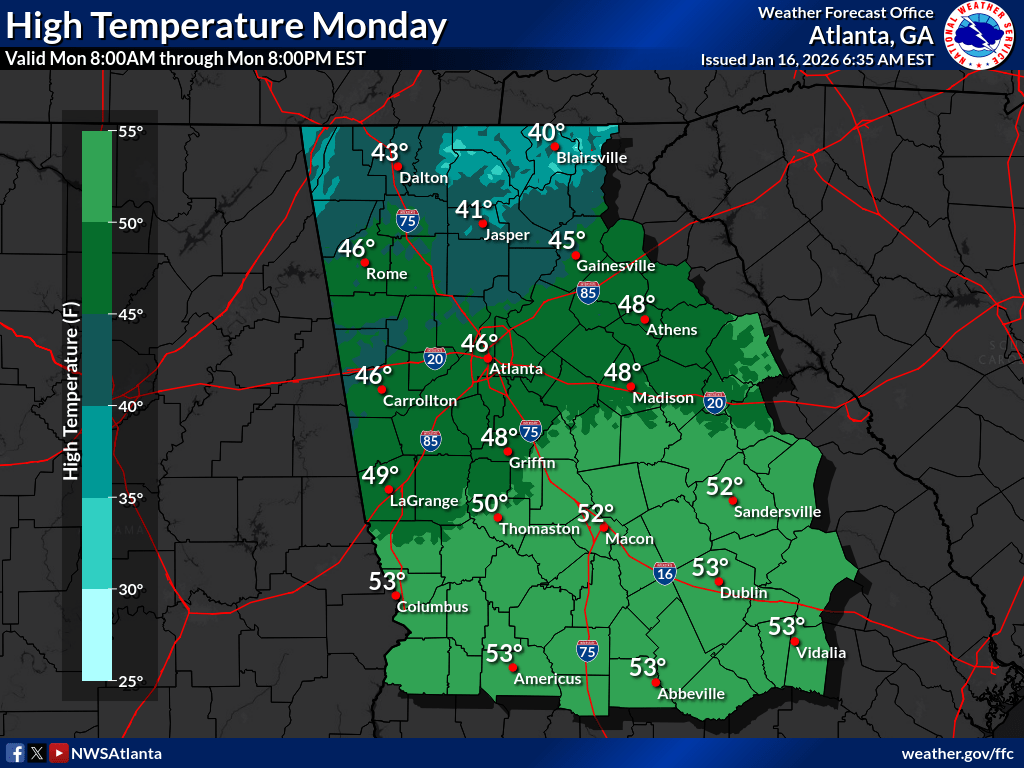 High Temperature Monday
Valid Mon 8:00AM through Mon 8:00PM EST
Weather Forecast Office
Atlanta, GA
Issued Jan 16, 2026 6:35 AM EST
NATIONAL WEATHER SERVICE
High Temperature (F)
55°
50°
45°
40°
35°
30°
25°
40°
Blairsville
43°
Dalton
41°
Jasper
75
45°
Gainesville
46°
Rome
85
48°
Athens
46°
Atlanta
20
46°
Carrollton
48°
Madison
20
85
75
48°
Griffin
49°
LaGrange
50°
Thomaston
52°
Macon
52°
Sandersville
16
53°
Dublin
53°
Columbus
53°
Vidalia
75
53°
Americus
53°
Abbeville
NWSAtlanta
weather.gov/ffc